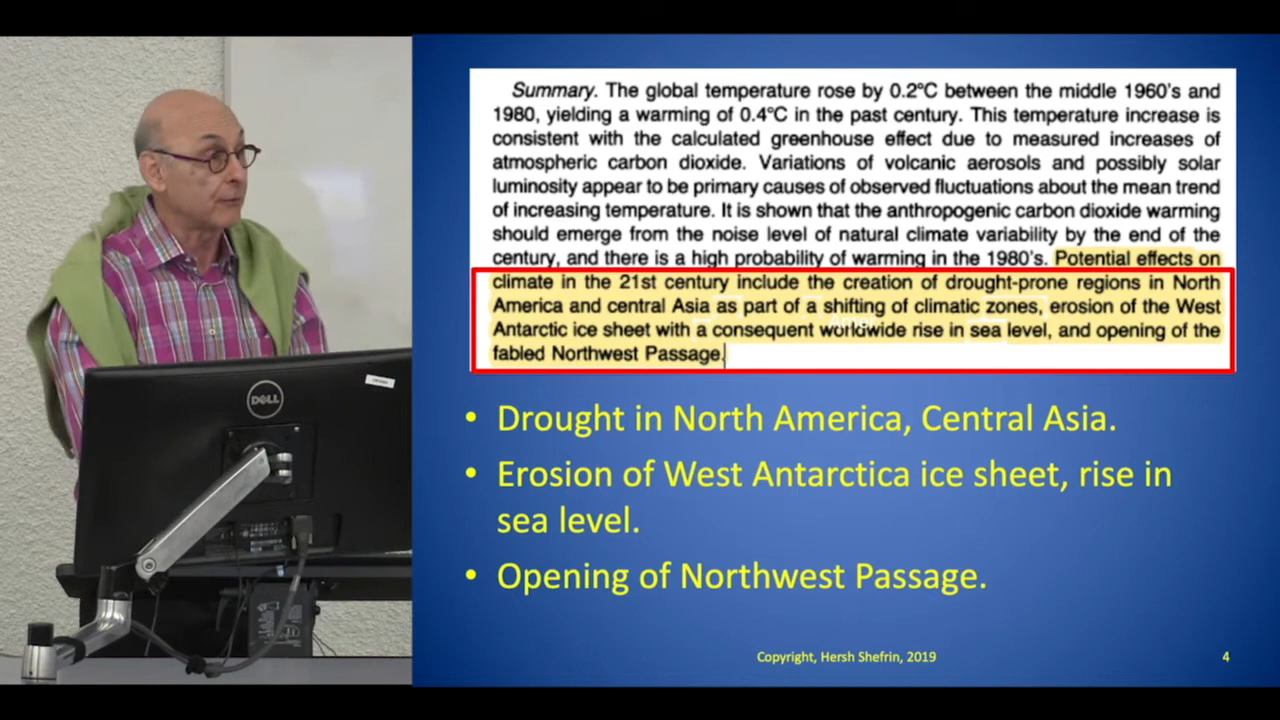 Summary. The global temperature rose by 0.2°C between the middle 1960's and
1980, yielding a warming of 0.4°C in the past century. This temperature increase is
consistent with the calculated greenhouse effect due to measured increases of
atmospheric carbon dioxide. Variations of volcanic aerosols and possibly solar
luminosity appear to be primary causes of observed fluctuations about the mean trend
of increasing temperature. It is shown that the anthropogenic carbon dioxide warming
should emerge from the noise level of natural climate variability by the end of the
century, and there is a high probability of warming in the 1980's. Potential effects on
climate in the 21st century include the creation of drought-prone regions in North
America and central Asia as part of a shifting of climatic zones, erosion of the West
Antarctic ice sheet with a consequent worldwide rise in sea level, and opening of the
fabled Northwest Passage.
• Drought in North America, Central Asia.
• Erosion of West Antarctica ice sheet, rise in
sea level.
• Opening of Northwest Passage.
Copyright, Hersh Shefrin, 2019
4
DELL